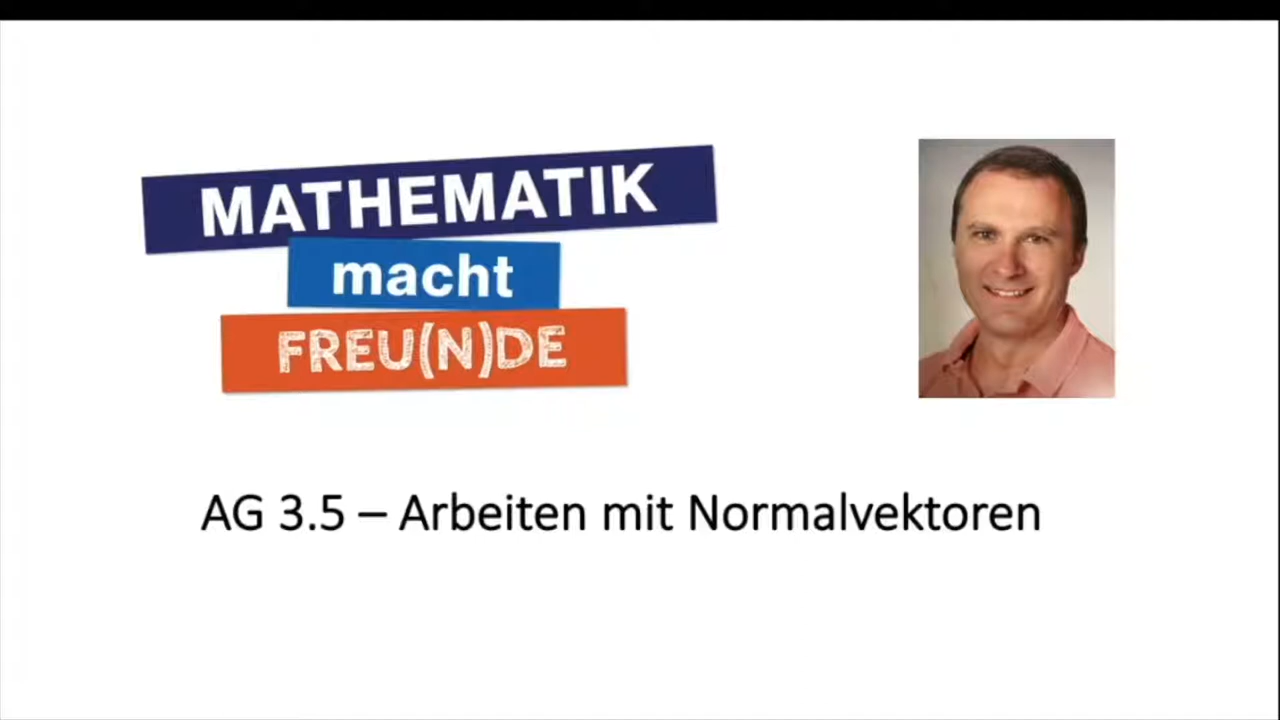 MATHEMATIK
macht
FREU(N)DE
AG 3.5 – Arbeiten mit Normalvektoren